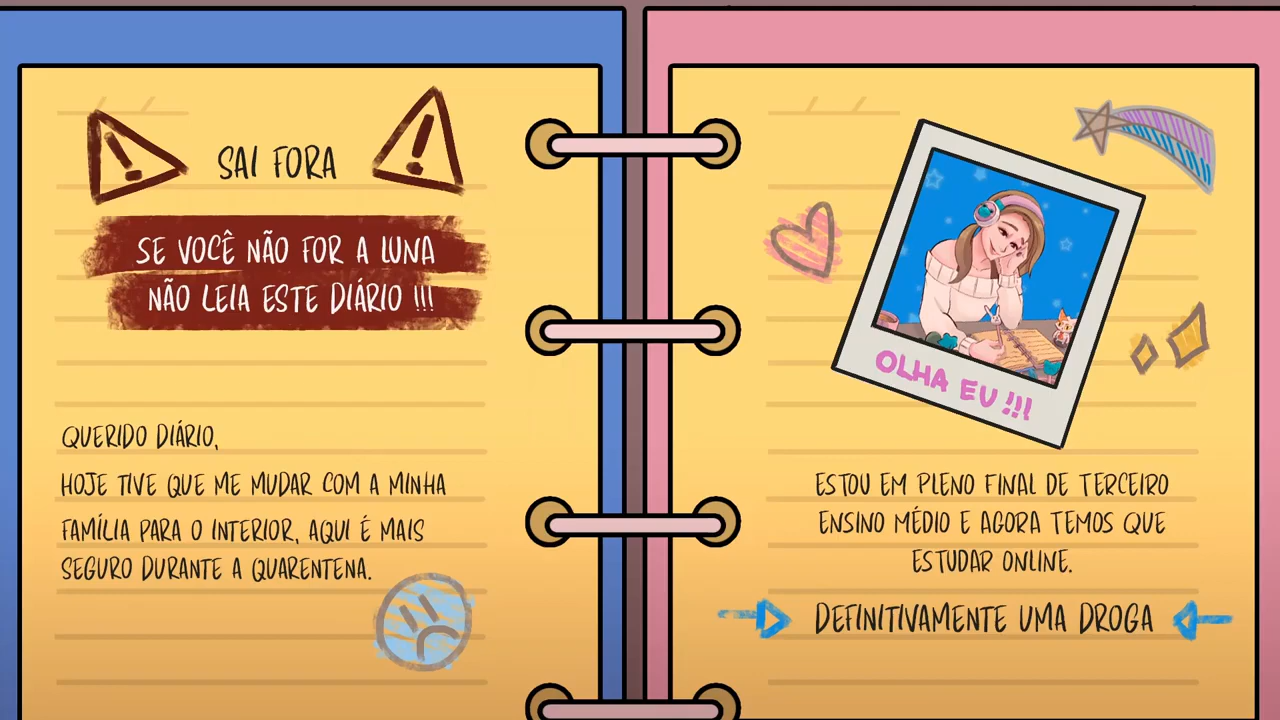 SAI FORA
SE VOCÊ NÃO FOR A LUNA
NÃO LEIA ESTE DIÁRIO !!!
QUERIDO DIÁRIO,
HOJE TIVE QUE ME MUDAR COM A MINHA
FAMÍLIA PARA O INTERIOR, AQUI É MAIS
SEGURO DURANTE A QUARENTENA.
OLHA EU !!!
ESTOU EM PLENO FINAL DE TERCEIRO
ENSINO MÉDIO E AGORA TEMOS QUE
ESTUDAR ONLINE.
DEFINITIVAMENTE UMA DROGA